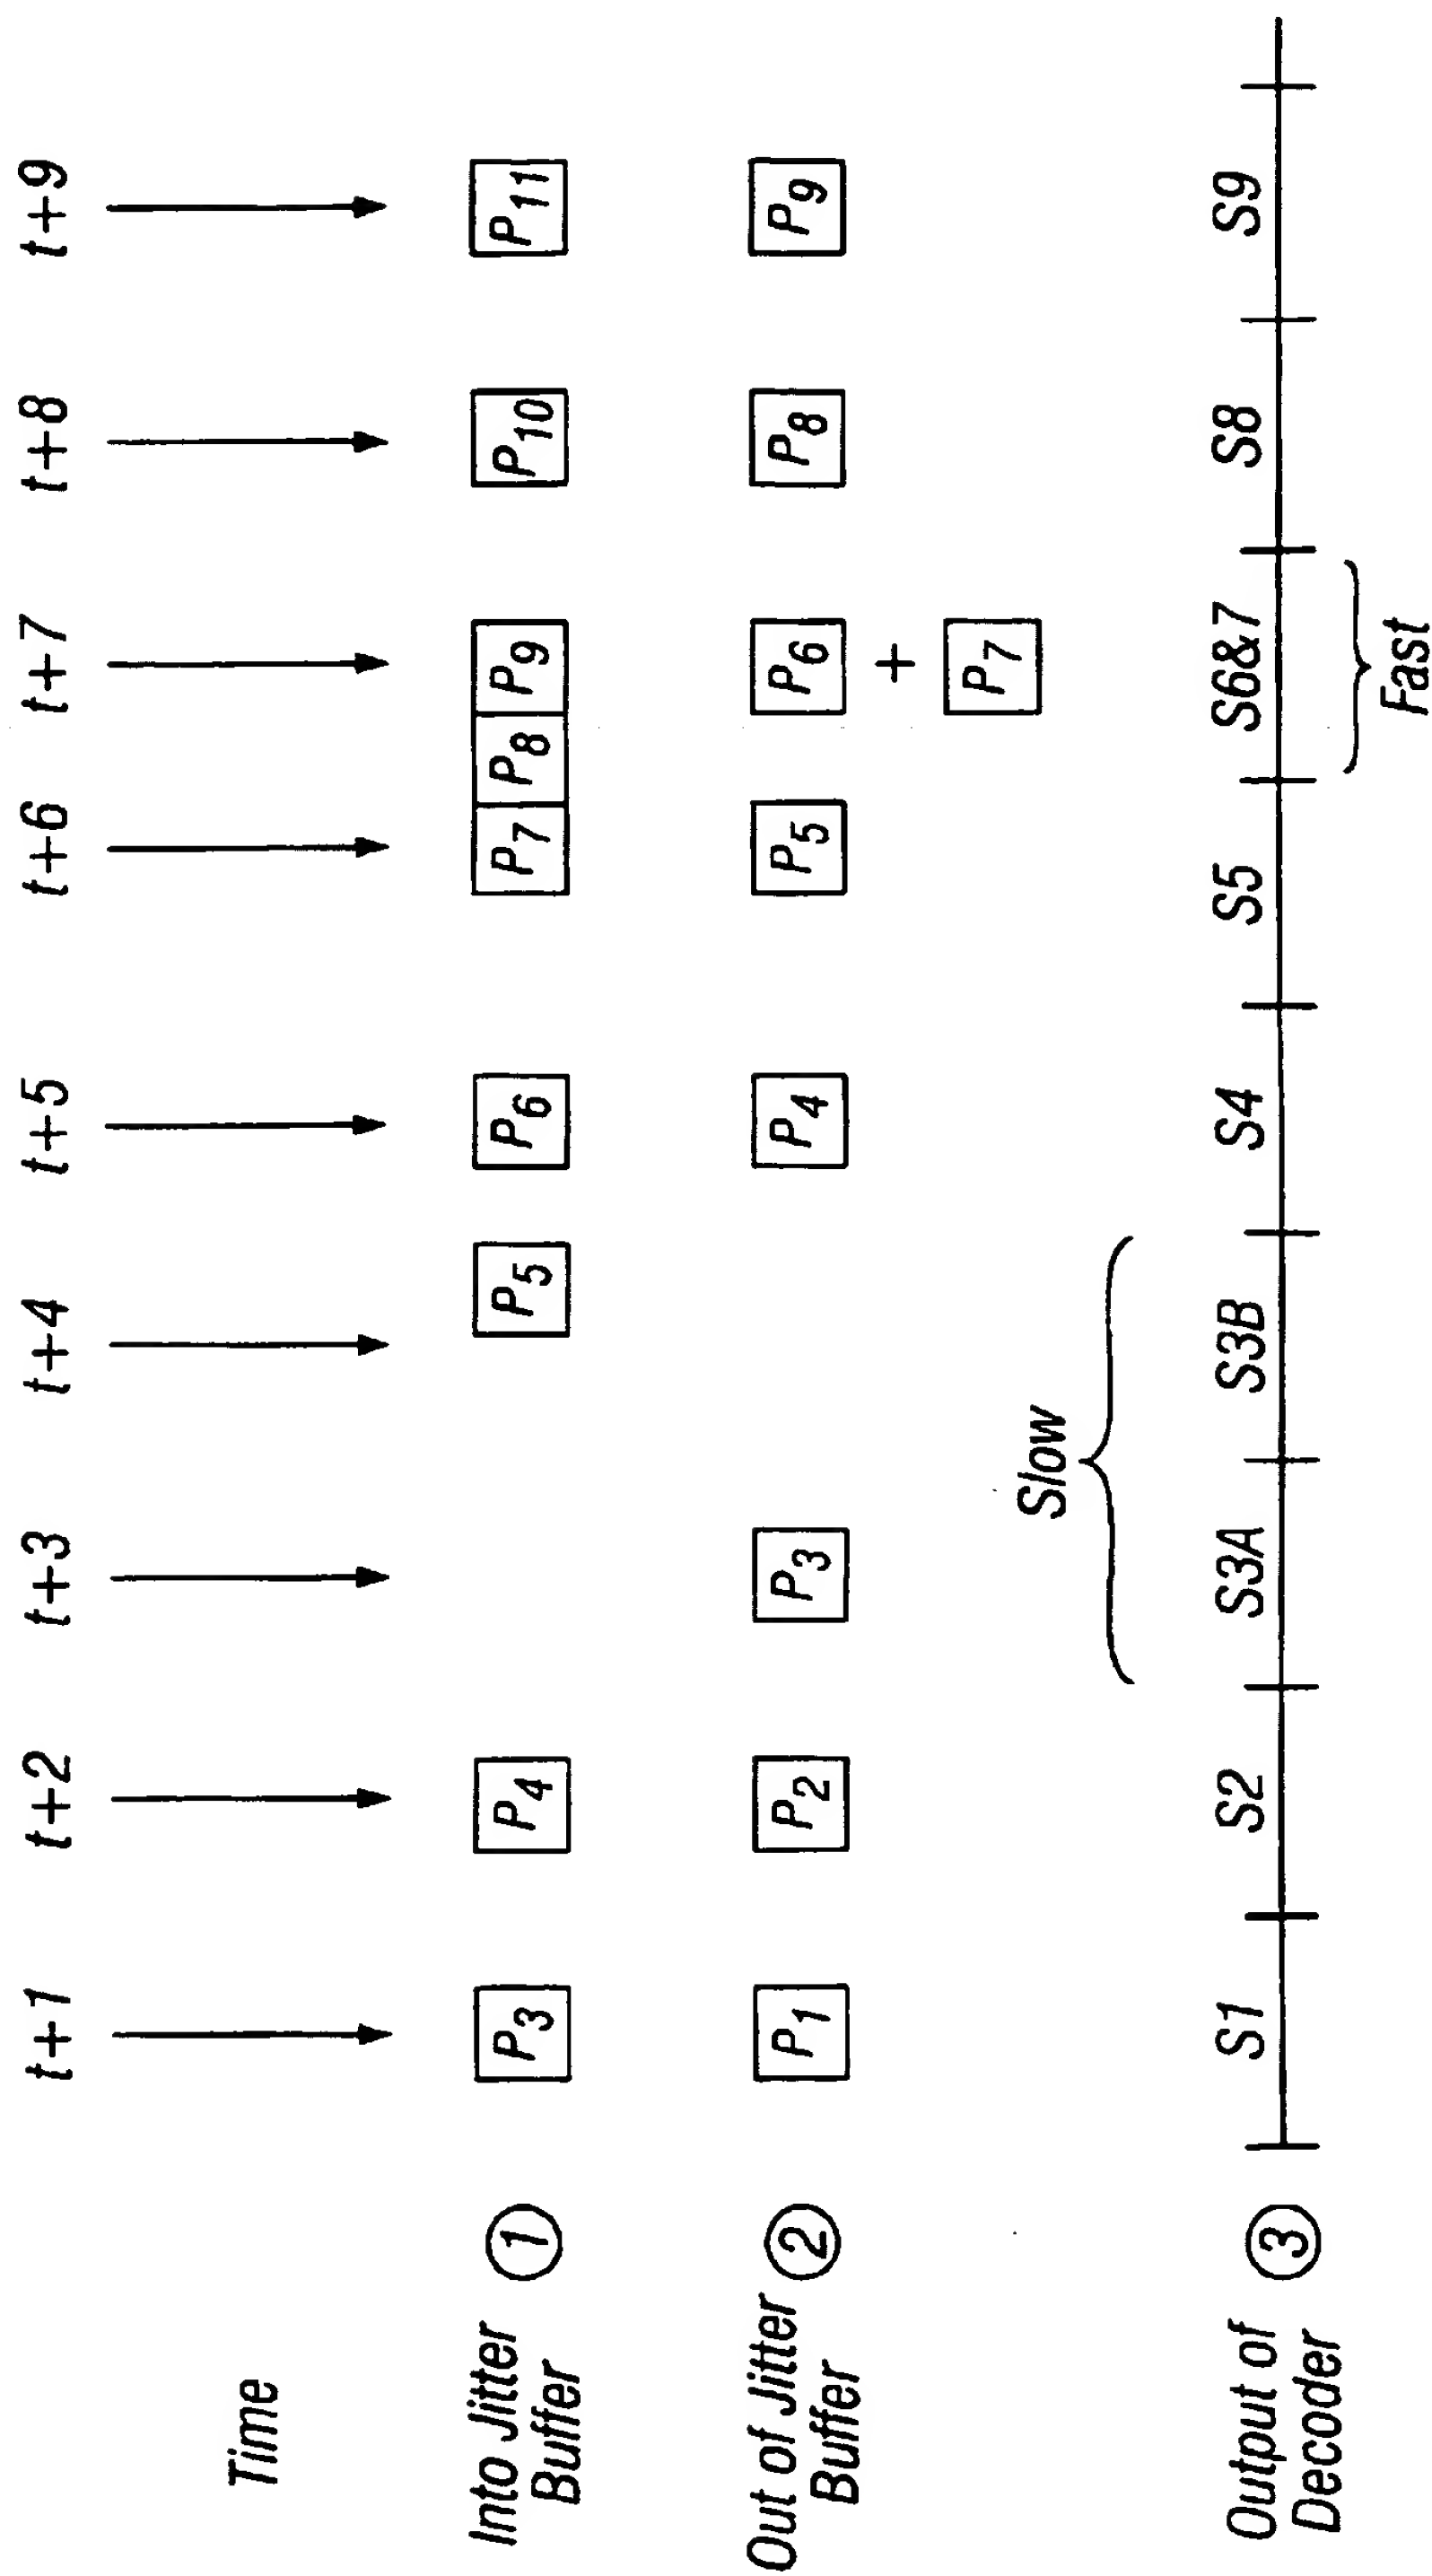 Time t+1 t+2 t+3 t+4 t+5 t+6 t+7 t+8 t+9
Into Jitter
Buffer
1 P3 P4 P5 P6 P7 P8 P9 P10 P11
Out of Jitter
Buffer
2 P1 P2 P3 P4 P5 P6 P8 P9
+
P7
Slow
Output of
Decoder
3 S1 S2 S3A S3B S4 S5 S6&7 S8 S9
Fast